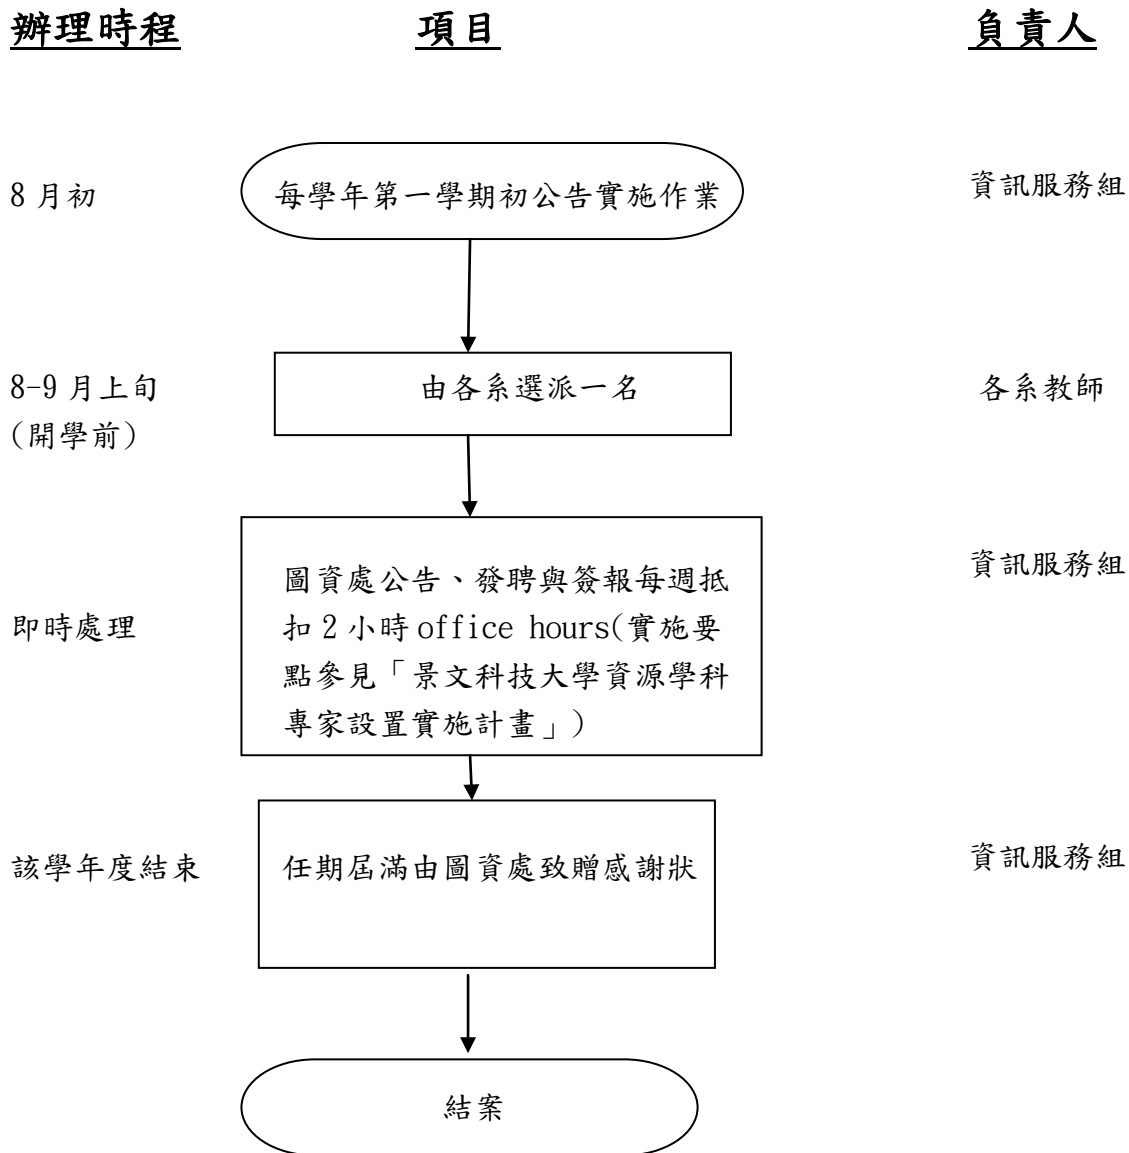 辦理時程 項目 負責人
8 月初 每學年第一學期初公告實施作業 資訊服務組
8-9 月上旬 由各系選派一名 各系教師
(開學前)
圖資處公告、發聘與簽報每週抵 資訊服務組
即時處理 扣 2 小時 office hours(實施要
點參見「景文科技大學資源學科
專家設置實施計畫」)
該學年度結束 任期屆滿由圖資處致贈感謝狀 資訊服務組
結案